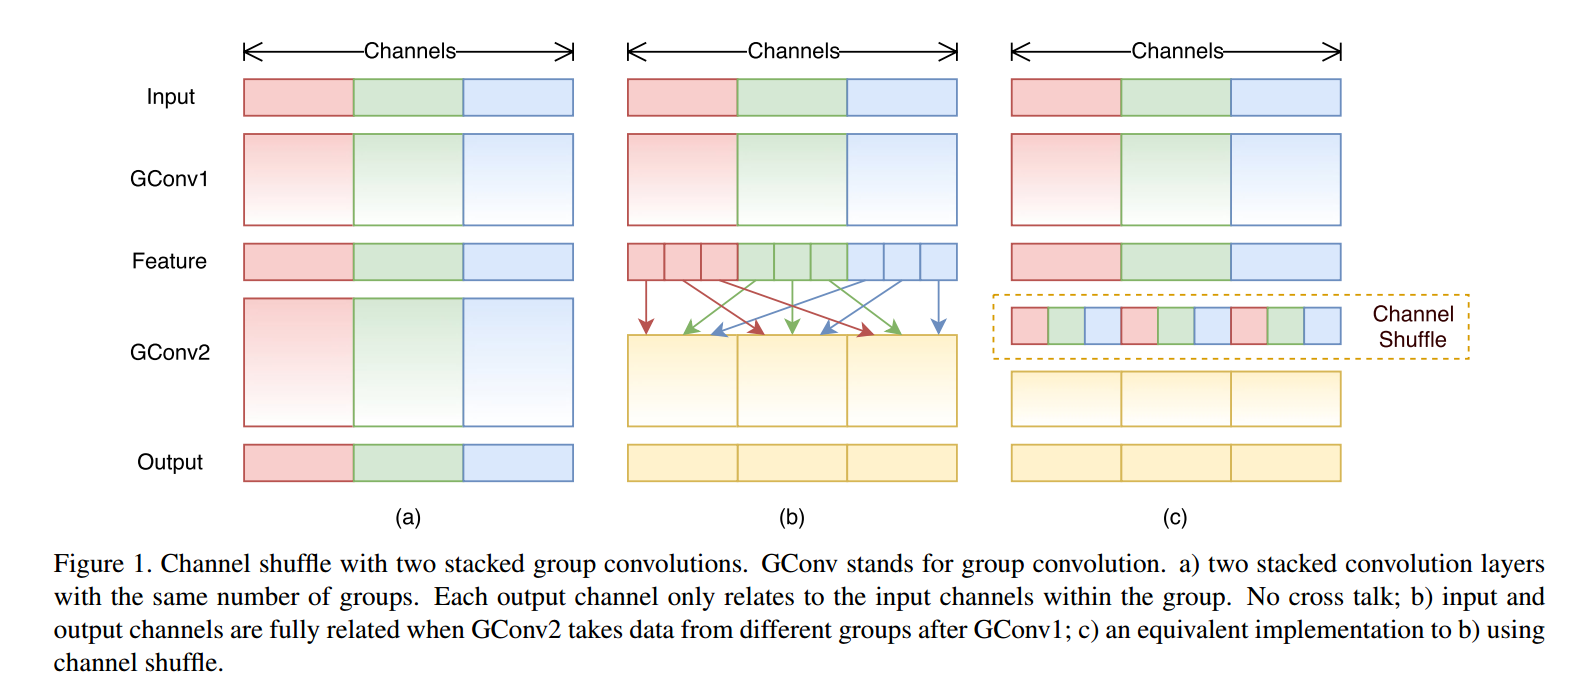 Channels Channels Channels
Input
GConv1
Feature
Channel
Shuffle
GConv2
Output
(a) (b) (c)
Figure 1. Channel shuffle with two stacked group convolutions. GConv stands for group convolution. a) two stacked convolution layers
with the same number of groups. Each output channel only relates to the input channels within the group. No cross talk; b) input and
output channels are fully related when GConv2 takes data from different groups after GConv1; c) an equivalent implementation to b) using
channel shuffle.